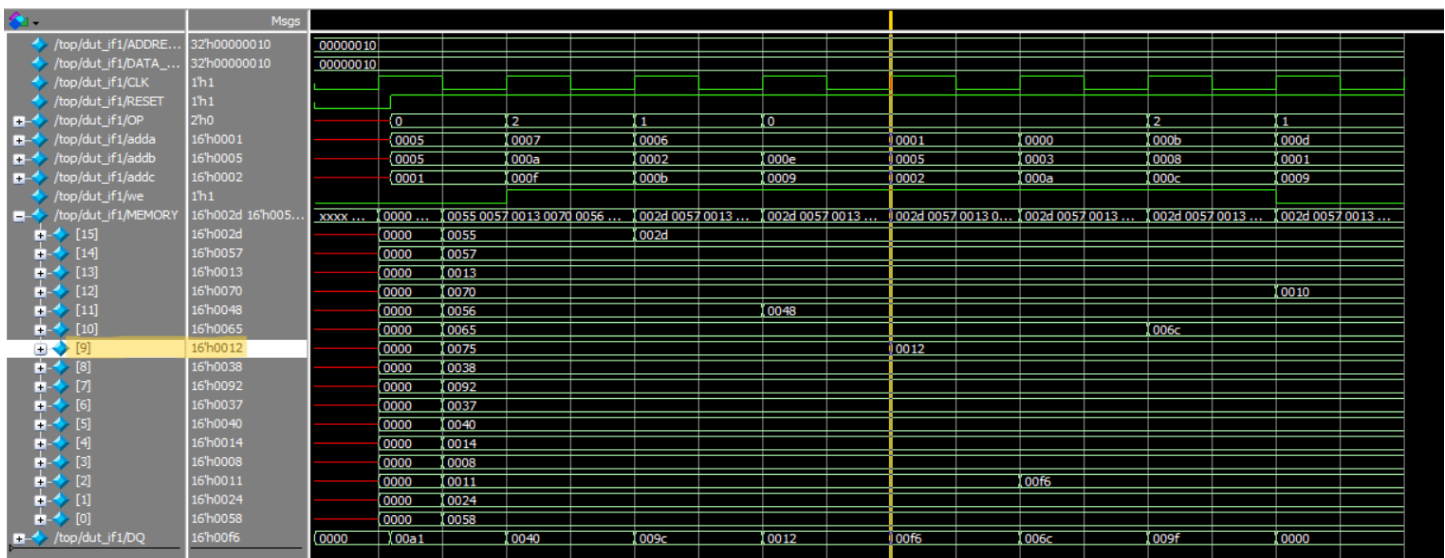 Msgs
/top/dut_if1/ADDRE... 32'h00000010 00000010
/top/dut_if1/DATA_... 32'h00000010 00000010
/top/dut_if1/CLK 1'h1
/top/dut_if1/RESET 1'h1
/top/dut_if1/OP 2'h0 0 2 1 0 2 1
/top/dut_if1/adda 16'h0001 0005 0007 0006 0001 0000 000b 000d
/top/dut_if1/addb 16'h0005 0005 000a 0002 000e 0005 0003 0008 0001
/top/dut_if1/addc 16'h0002 0001 000f 000b 0009 0002 000a 000c 0009
/top/dut_if1/we 1'h1
/top/dut_if1/MEMORY 16'h002d 16'h005... xxxx ... 0000 ... 0055 0057 0013 0070 0056 ... 002d 0057 0013 ... 002d 0057 0013 ... 002d 0057 0013 0... 002d 0057 0013 ... 002d 0057 0013 ... 002d 0057 0013 ...
[15] 16'h002d 0000 0055 002d
[14] 16'h0057 0000 0057
[13] 16'h0013 0000 0013
[12] 16'h0070 0000 0070 0010
[11] 16'h0048 0000 0056 0048
[10] 16'h0065 0000 0065 006c
[9] 16'h0012 0000 0075 0012
[8] 16'h0038 0000 0038
[7] 16'h0092 0000 0092
[6] 16'h0037 0000 0037
[5] 16'h0040 0000 0040
[4] 16'h0014 0000 0014
[3] 16'h0008 0000 0008
[2] 16'h0011 0000 0011 00f6
[1] 16'h0024 0000 0024
[0] 16'h0058 0000 0058
/top/dut_if1/DQ 16'h00f6 0000 00a1 0040 009c 0012 00f6 006c 009f 0000